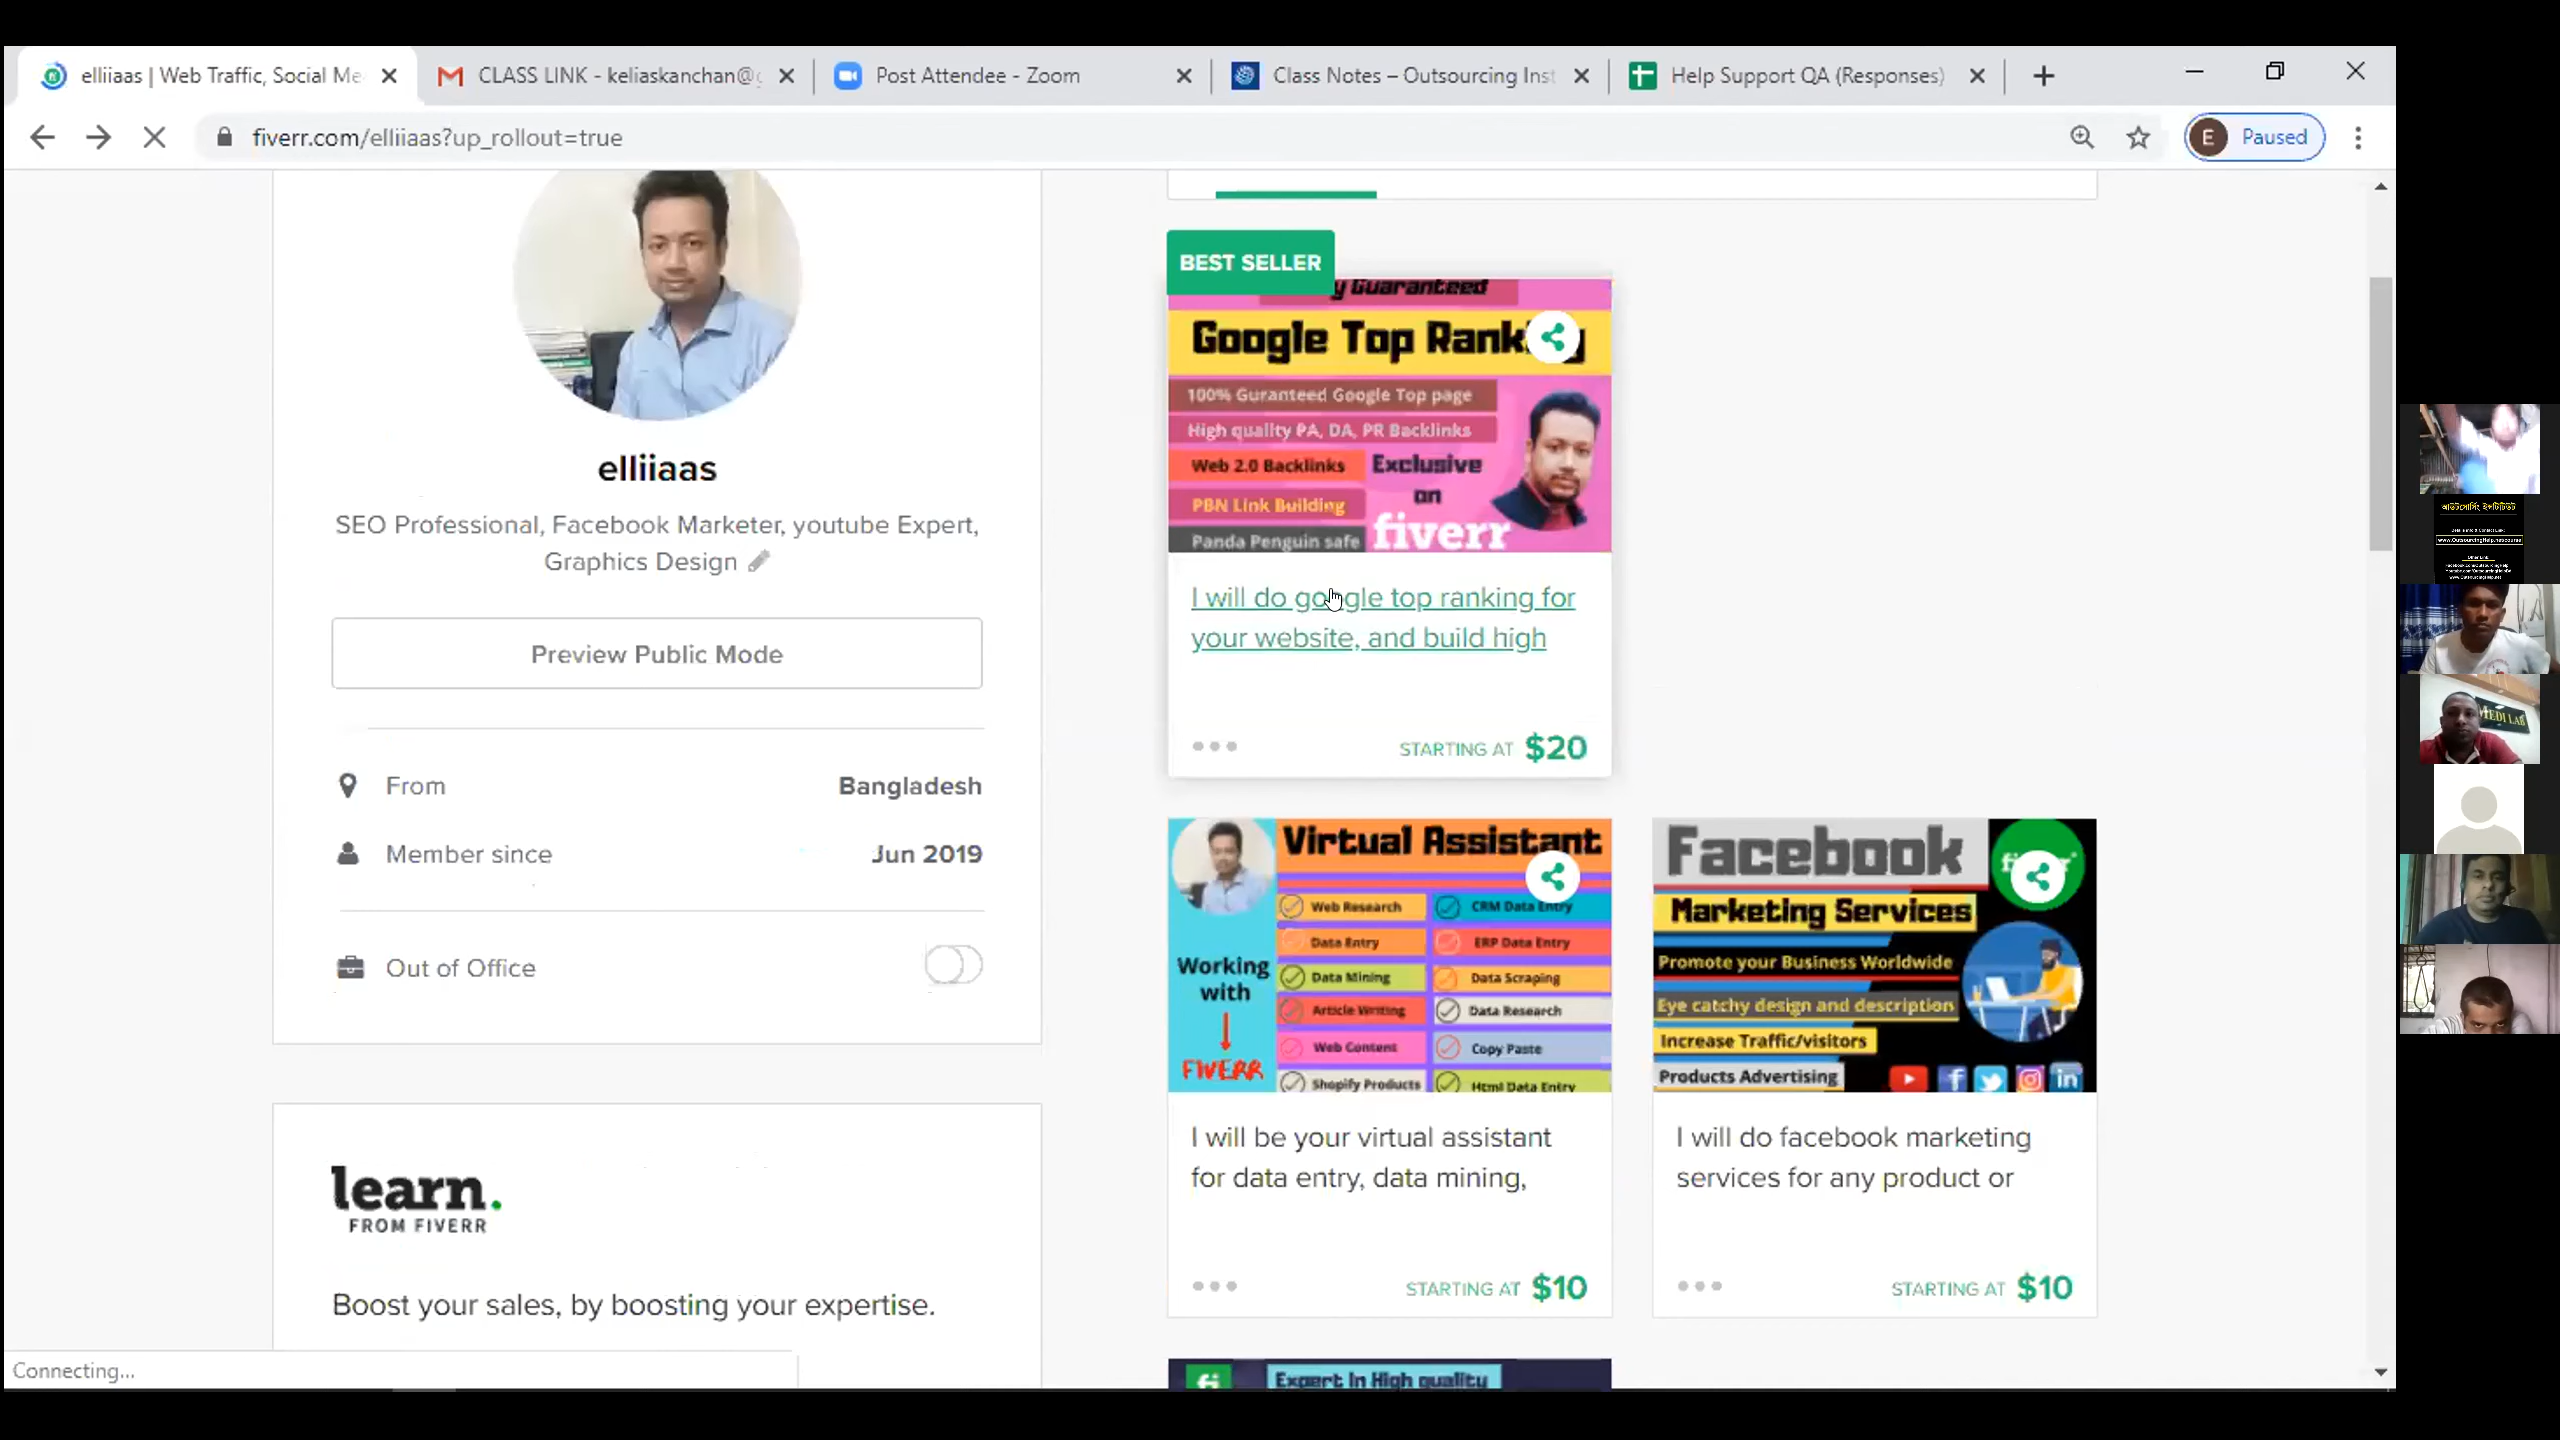 elliiaas | Web Traffic, Social Me
CLASS LINK - keliaskanchan@g
Post Attendee - Zoom
Class Notes – Outsourcing Inst
Help Support QA (Responses)
fiverr.com/elliiaas?up_rollout=true
E
Paused
elliiaas
SEO Professional, Facebook Marketer, youtube Expert,
Graphics Design
Preview Public Mode
From
Bangladesh
Member since
Jun 2019
Out of Office
learn.
FROM FIVERR
Boost your sales, by boosting your expertise.
Connecting...
BEST SELLER
y Guaranteed
Google Top Ranking
100% Guranteed Google Top page
High quality PA, DA, PR Backlinks
Web 2.0 Backlinks
PBN Link Building
Panda Penguin safe
Exclusive
on
fiverr
I will do google top ranking for
your website, and build high
STARTING AT $20
Virtual Assistant
Working
with
FIVERR
Web Research
CRM Data Entry
Data Entry
ERP Data Entry
Data Mining
Data Scraping
Article Writing
Data Research
Web Content
Copy Paste
Shopify Products
Html Data Entry
I will be your virtual assistant
for data entry, data mining,
STARTING AT $10
Facebook
Marketing Services
Promote your Business Worldwide
Eye catchy design and description
Increase Traffic/visitors
Products Advertising
I will do facebook marketing
services for any product or
STARTING AT $10
fi
Expert In High quality
আউটসোর্সিং ইন্সটিটিউট
MEDI LAB